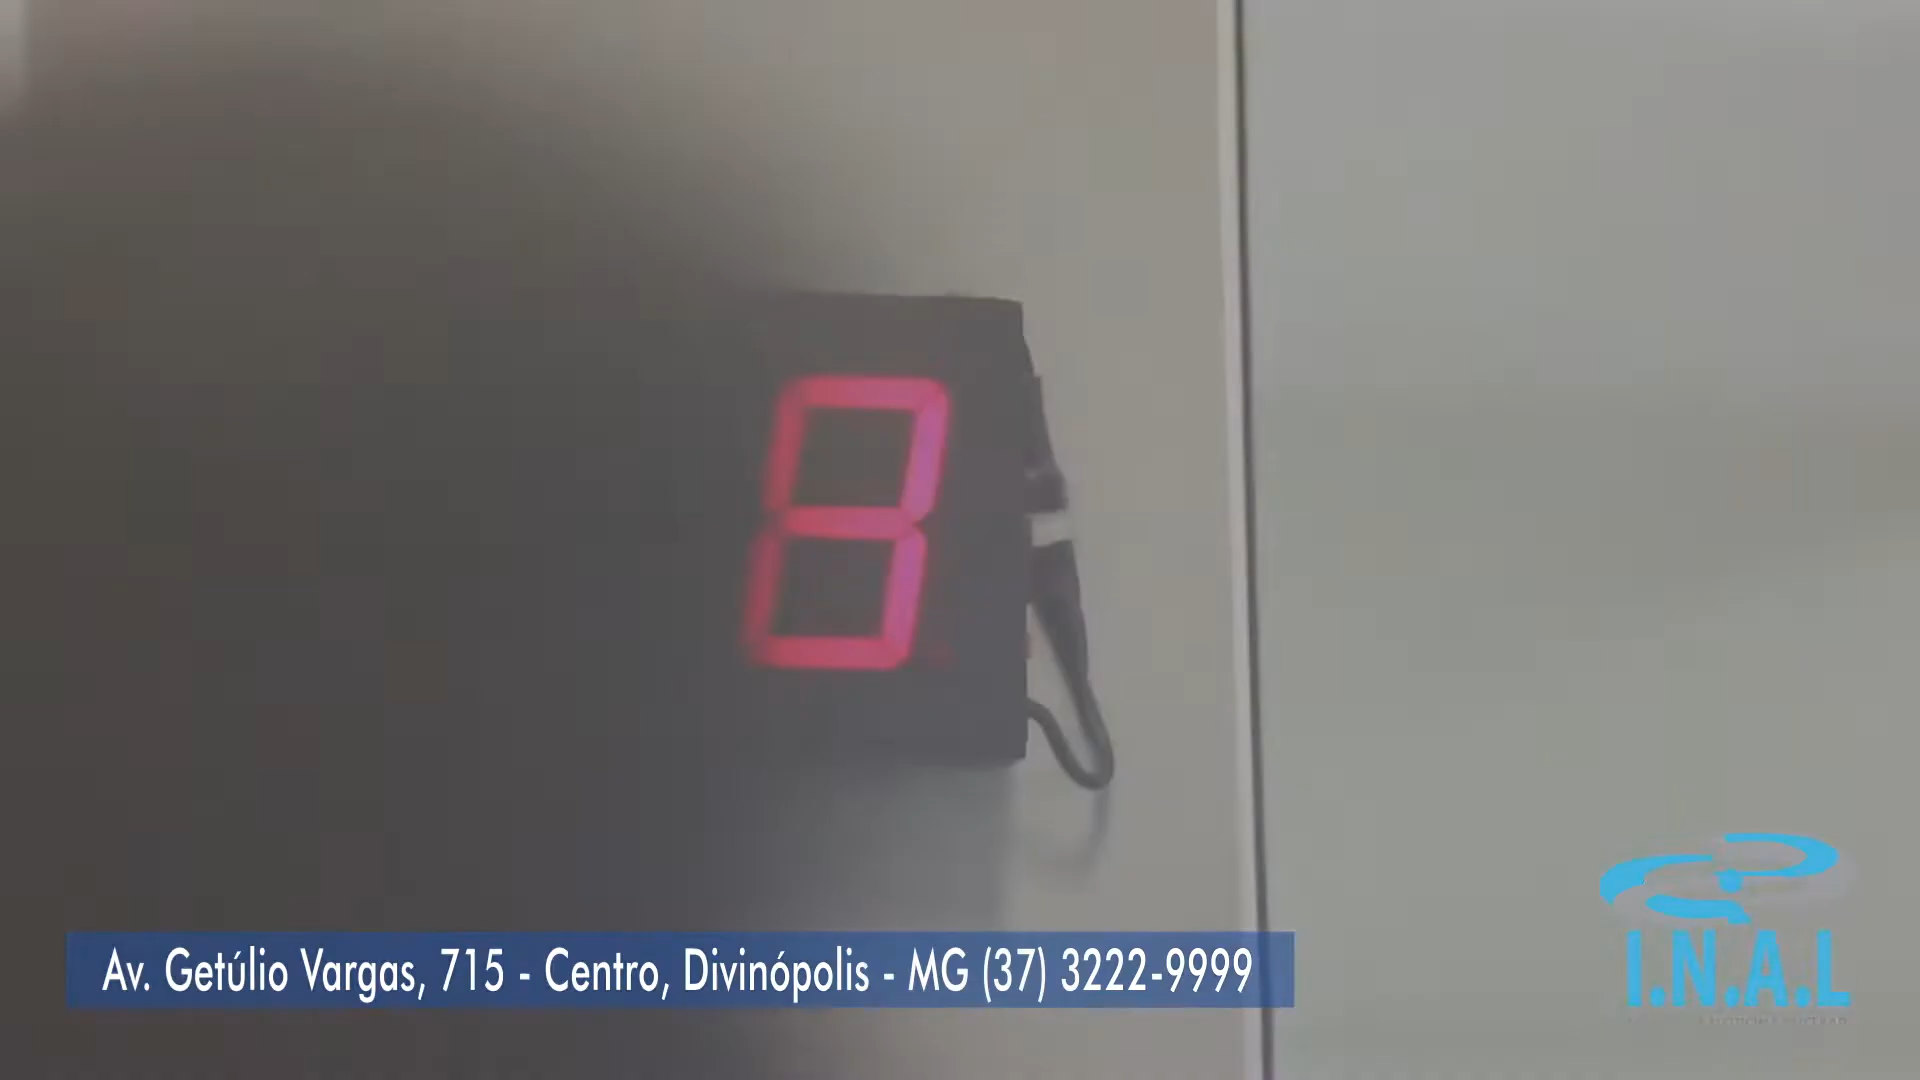 8
Av. Getúlio Vargas, 715 - Centro, Divinópolis - MG (37) 3222-9999
I.N.A.L